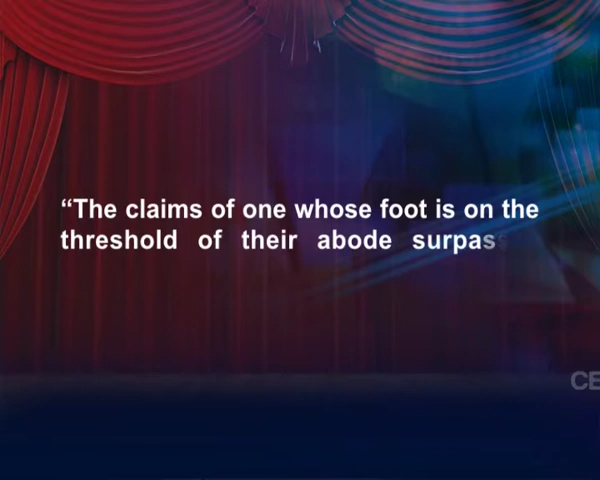 “The claims of one whose foot is on the
threshold of their abode surpas
CE